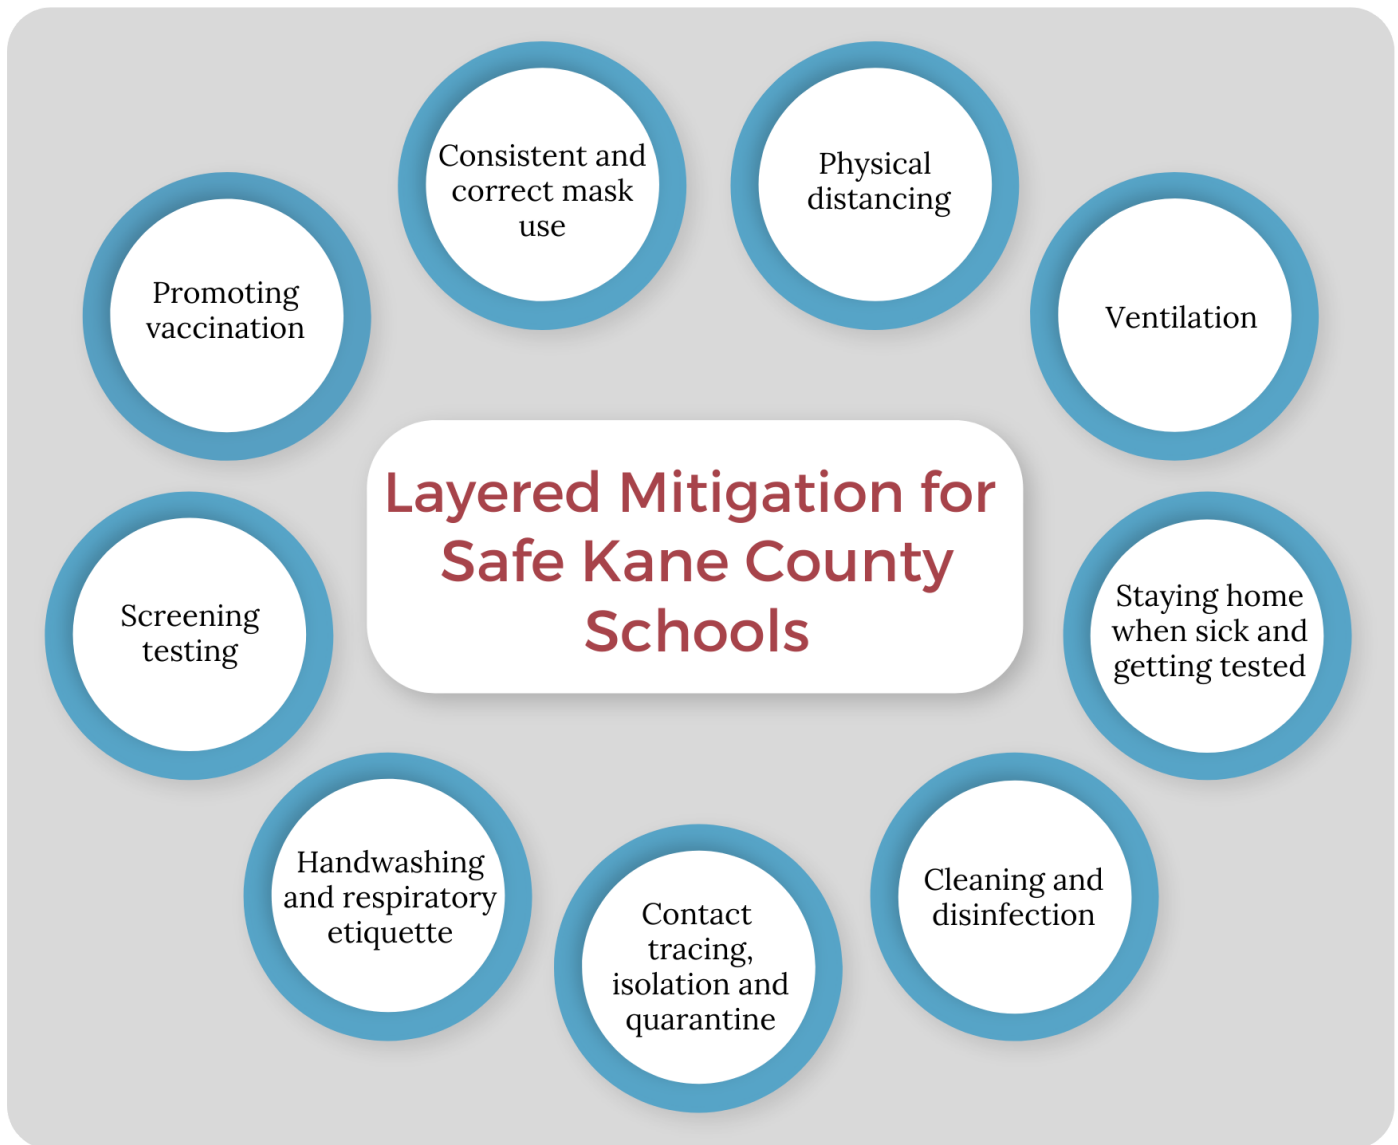 Consistent and
correct mask
use
Physical
distancing
Promoting
vaccination
Ventilation
Layered Mitigation for
Safe Kane County
Schools
Screening
testing
Staying home
when sick and
getting tested
Handwashing
and respiratory
etiquette
Contact
tracing,
isolation and
quarantine
Cleaning and
disinfection